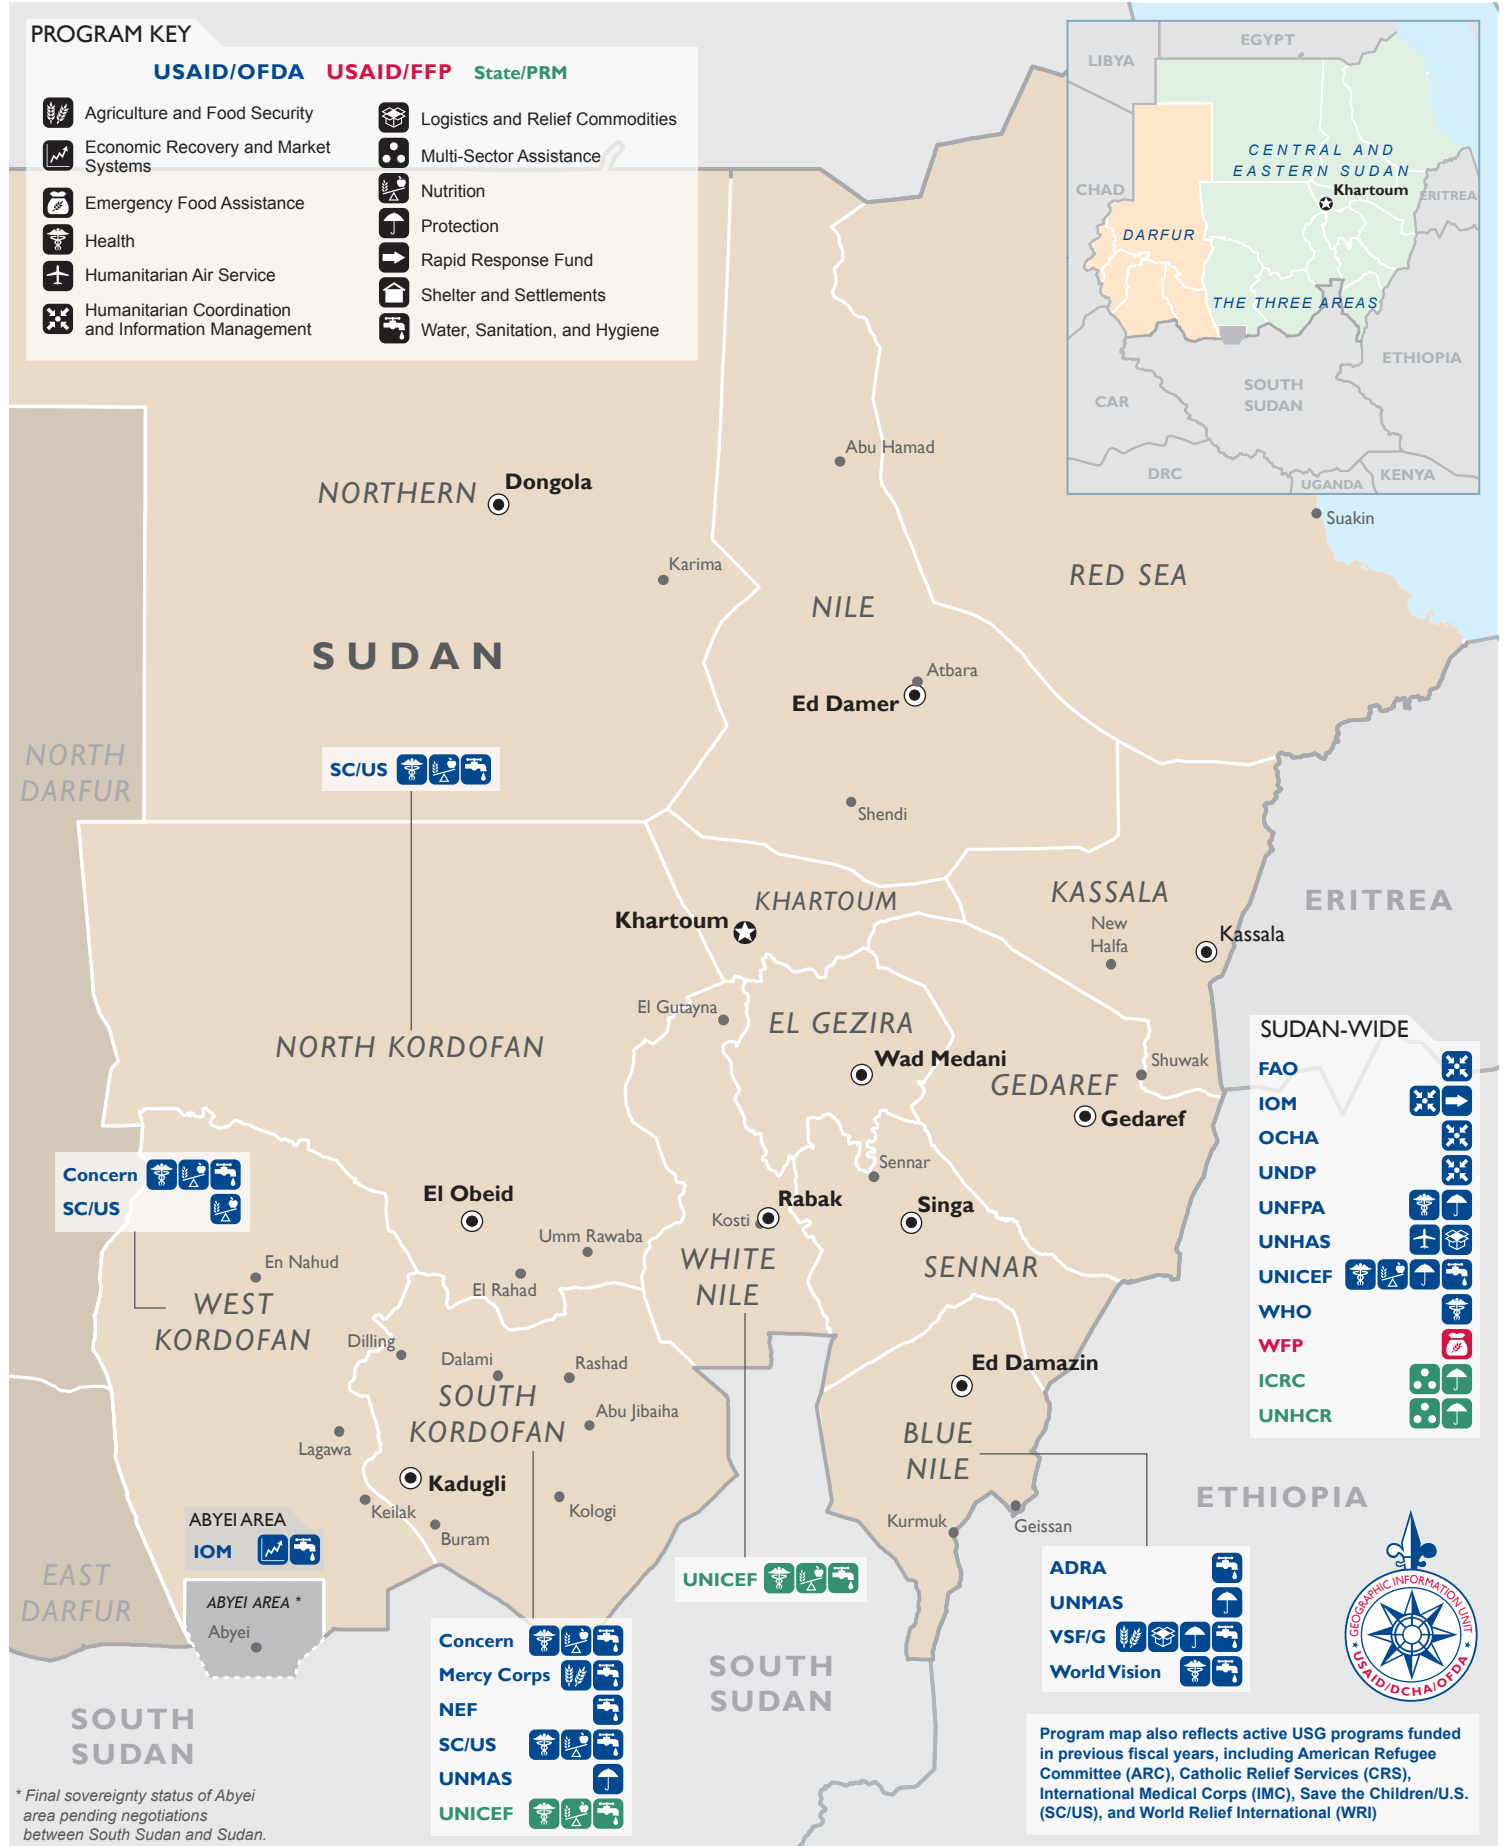 PROGRAM KEY
USAID/OFDA USAID/FFP State/PRM
Agriculture and Food Security
Economic Recovery and Market
Systems
Emergency Food Assistance
Health
Humanitarian Air Service
Humanitarian Coordination
and Information Management
Logistics and Relief Commodities
Multi-Sector Assistance
Nutrition
Protection
Rapid Response Fund
Shelter and Settlements
Water, Sanitation, and Hygiene
EGYPT
LIBYA
CENTRAL AND
EASTERN SUDAN
CHAD
Khartoum
ERITREA
DARFUR
THE THREE AREAS
ETHIOPIA
SOUTH
SUDAN
CAR
DRC
UGANDA
KENYA
Abu Hamad
NORTHERN
Dongola
Suakin
Karima
RED SEA
NILE
SUDAN
Atbara
Ed Damer
NORTH
DARFUR
SC/US
Shendi
KHARTOUM
KASSALA
ERITREA
Khartoum
New
Halfa
Kassala
El Gutayna
EL GEZIRA
NORTH KORDOFAN
Wad Medani
GEDAREF
Shuwak
Gedaref
SUDAN-WIDE
FAO
IOM
OCHA
UNDP
UNFPA
UNHAS
UNICEF
WHO
WFP
ICRC
UNHCR
Concern
SC/US
El Obeid
Sennar
Rabak
Singa
Kosti
Umm Rawaba
En Nahud
El Rahad
WHITE
NILE
SENNAR
WEST
KORDOFAN
Dilling
Dalami
Rashad
Ed Damazin
SOUTH
KORDOFAN
Abu Jibaiha
BLUE
NILE
Lagawa
Kadugli
Keilak
Kologi
Buram
ETHIOPIA
Kurmuk
Geissan
ABYEI AREA
IOM
EAST
DARFUR
ABYEI AREA *
Abyei
UNICEF
ADRA
UNMAS
VSF/G
World Vision
Concern
Mercy Corps
NEF
SC/US
UNMAS
UNICEF
SOUTH
SUDAN
SOUTH
SUDAN
GEOGRAPHIC INFORMATION UNIT
USAID/DCHA/OFDA
Program map also reflects active USG programs funded
in previous fiscal years, including American Refugee
Committee (ARC), Catholic Relief Services (CRS),
International Medical Corps (IMC), Save the Children/U.S.
(SC/US), and World Relief International (WRI)
* Final sovereignty status of Abyei
area pending negotiations
between South Sudan and Sudan.